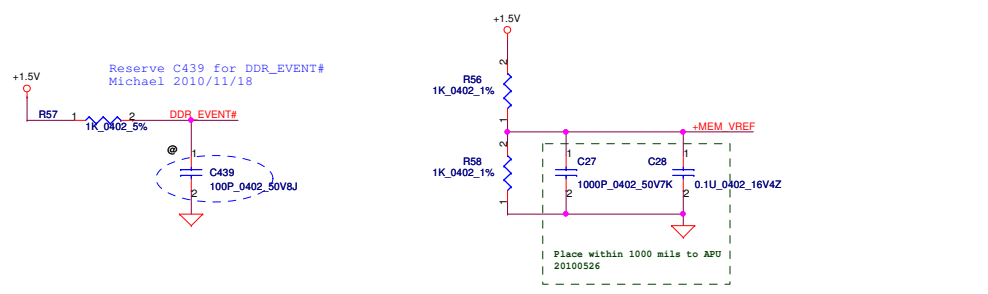 +1.5V
Reserve C439 for DDR_EVENT#
Michael 2010/11/18
R57
1
2
1K_0402_5%
DDR_EVENT#
@
1
C439
100P_0402_50V8J
2
+1.5V
2
R56
1K_0402_1%
1
+MEM_VREF
2
R58
1K_0402_1%
1
1
C27
1000P_0402_50V7K
2
1
C28
0.1U_0402_16V4Z
2
Place within 1000 mils to APU
20100526